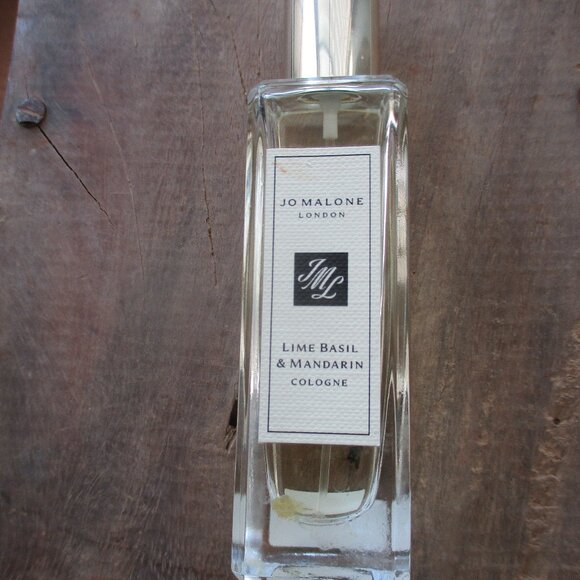 JO MALONE
LONDON
JML
LIME BASIL
& MANDARIN
COLOGNE